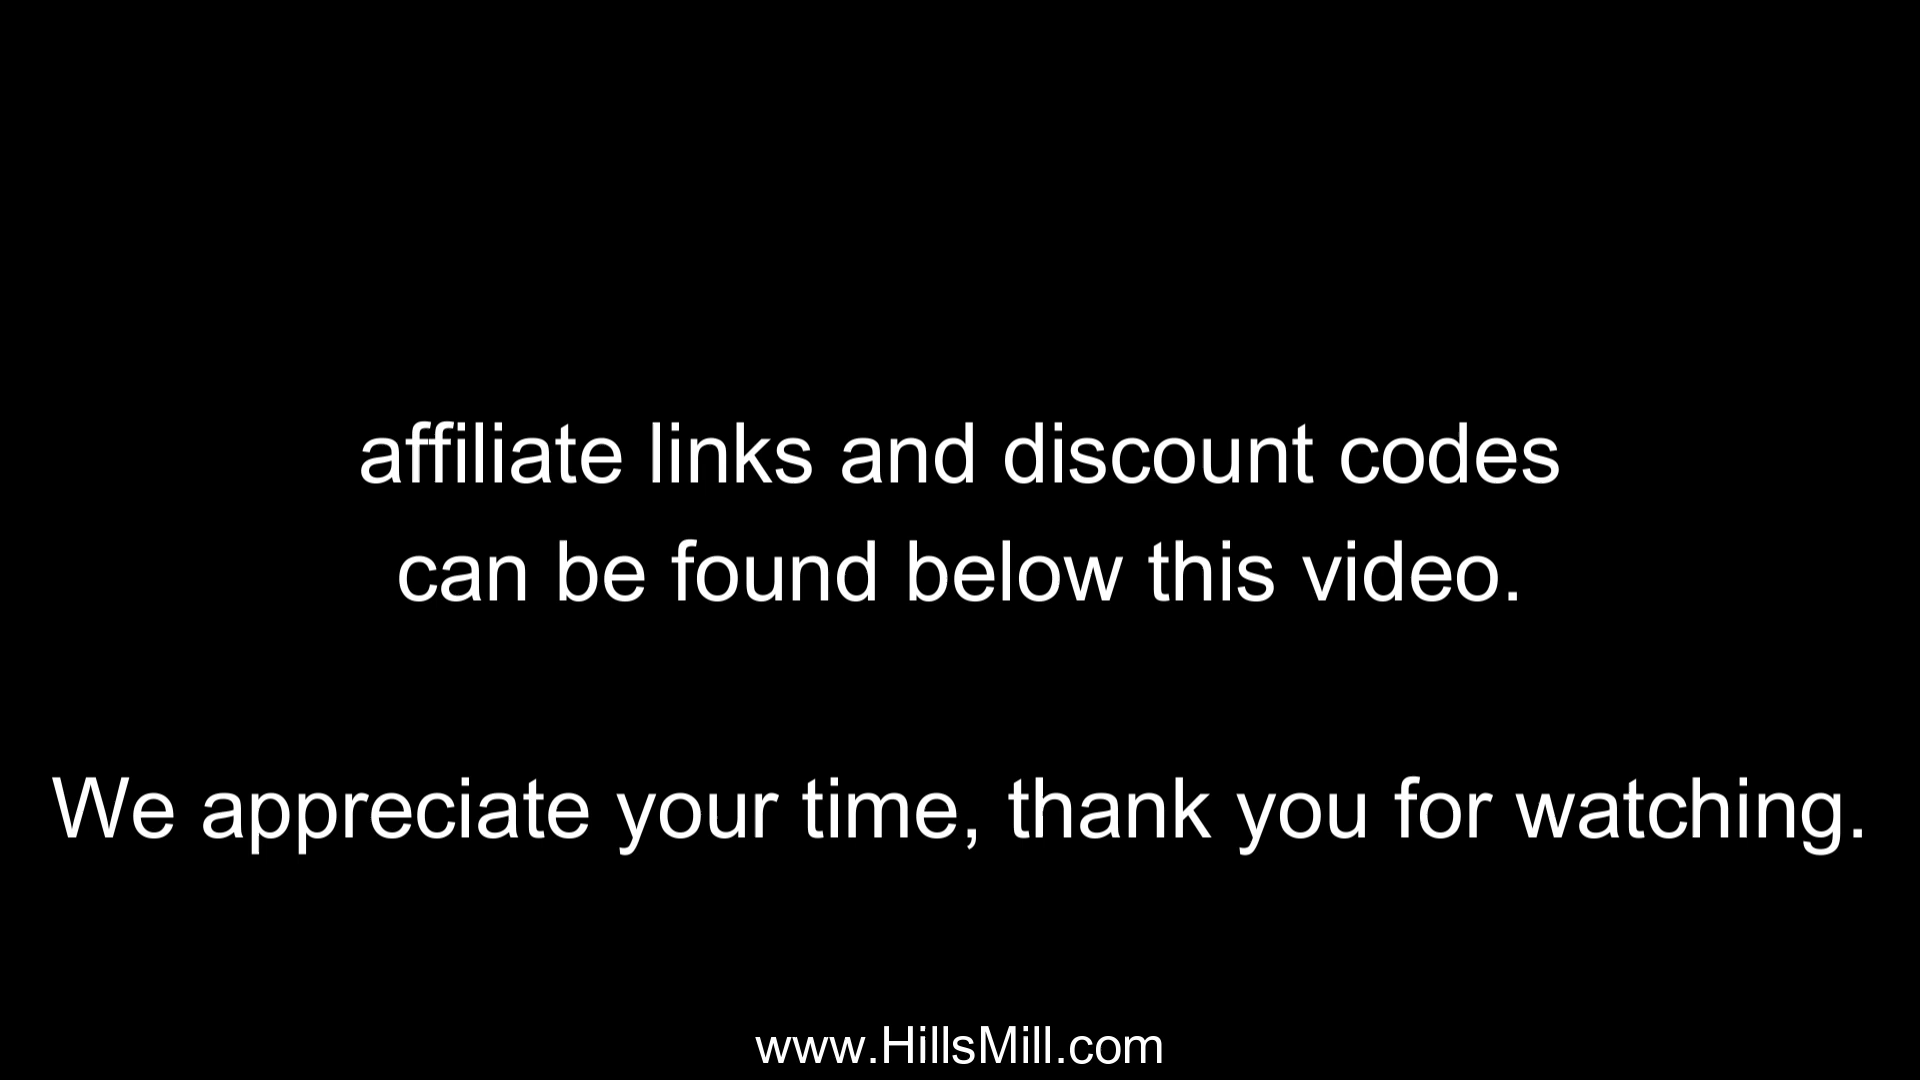 affiliate links and discount codes
can be found below this video.
We appreciate your time, thank you for watching.
www.HillsMill.com